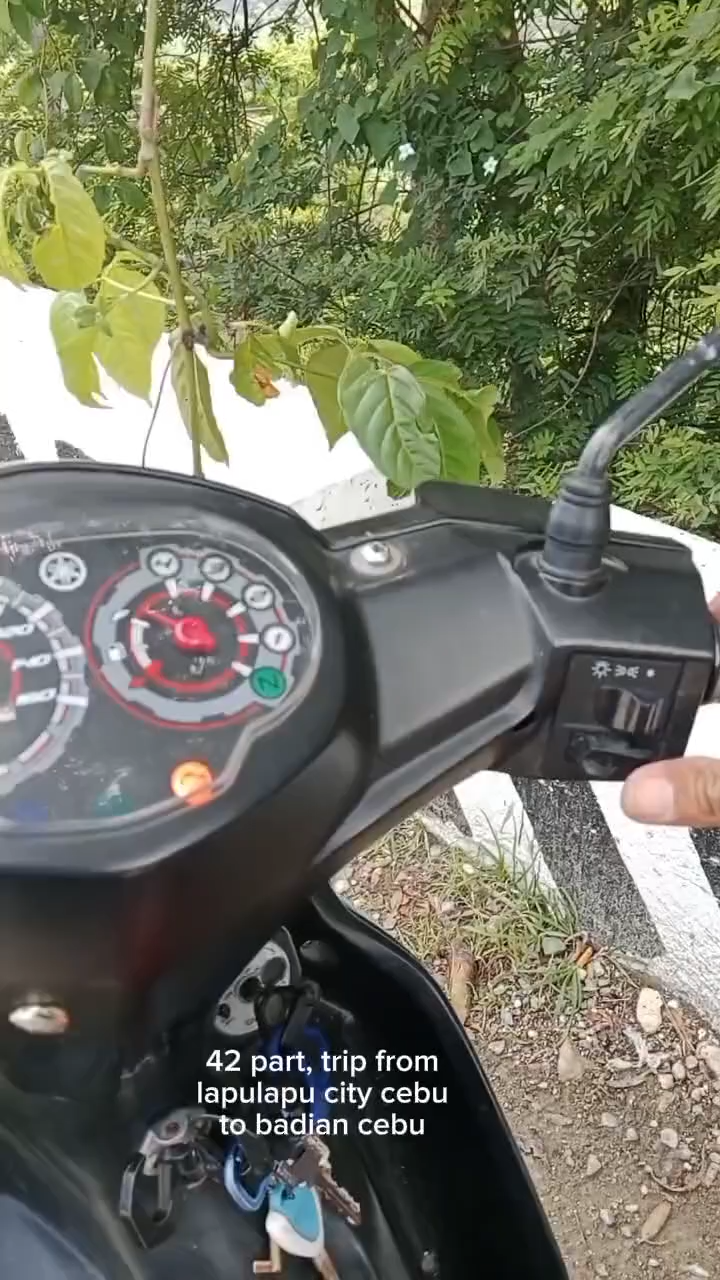 N
42 part, trip from
lapulapu city cebu
to badian cebu